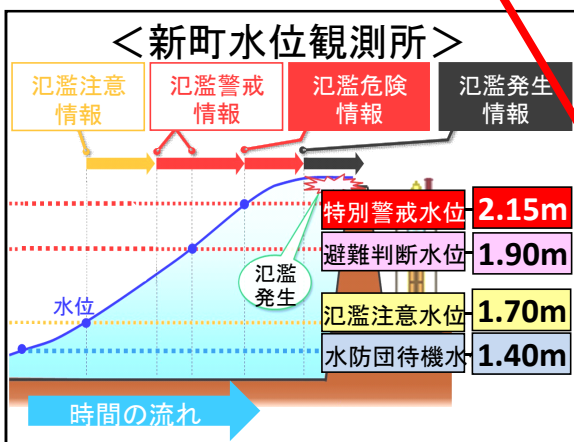 ＜新町水位観測所＞
氾濫注意
情報
氾濫警戒
情報
氾濫危険
情報
氾濫発生
情報
特別警戒水位
2.15m
避難判断水位
1.90m
氾濫
発生
水位
氾濫注意水位
1.70m
水防団待機水
1.40m
時間の流れ